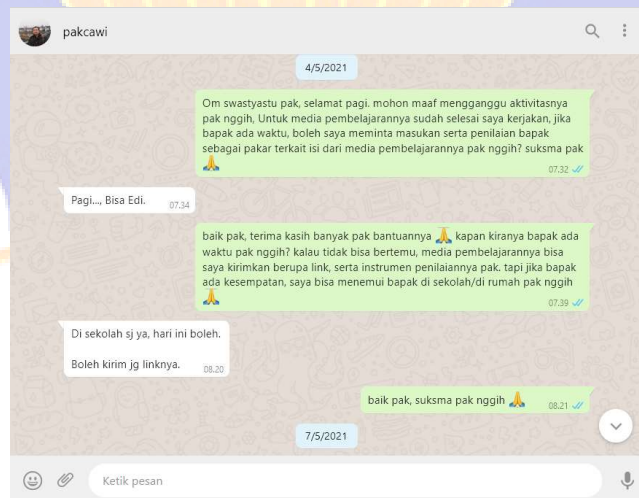 pakcawi
4/5/2021
Om swastyastu pak, selamat pagi. mohon maaf mengganggu aktivitasnya
pak nggih, Untuk media pembelajarannya sudah selesai saya kerjakan, jika
bapak ada waktu, boleh saya meminta masukan serta penilaian bapak
sebagai pakar terkait isi dari media pembelajarannya pak nggih? suksma pak
🙏
07.32
Pagi..., Bisa Edi.
07.34
baik pak, terima kasih banyak pak bantuannya 🙏 kapan kiranya bapak ada
waktu pak nggih? kalau tidak bisa bertemu, media pembelajarannya bisa
saya kirimkan berupa link, serta instrumen penilaiannya pak. tapi jika bapak
ada kesempatan, saya bisa menemui bapak di sekolah/di rumah pak nggih
🙏
07.39
Di sekolah sj ya, hari ini boleh.
Boleh kirim jg linknya.
08.20
baik pak, suksma pak nggih 🙏
08.21
7/5/2021
Ketik pesan